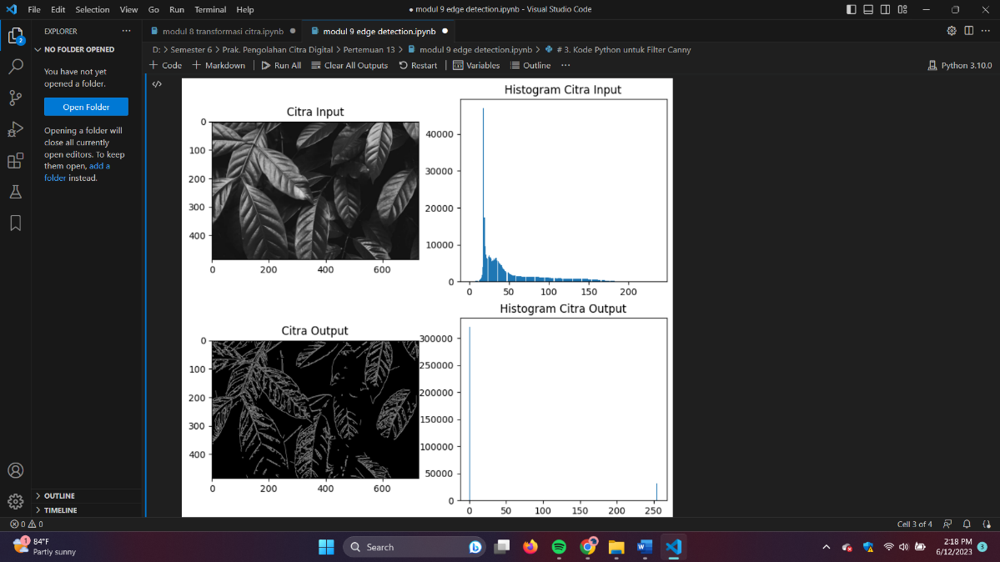 File Edit Selection View Go Run Terminal Help
● modul 9 edge detection.ipynb - Visual Studio Code
EXPLORER
2
NO FOLDER OPENED
You have not yet
opened a folder.
Open Folder
Opening a folder will
close all currently
open editors. To keep
them open, add a
folder instead.
OUTLINE
TIMELINE
modul 8 transformasi citra.ipynb ●
modul 9 edge detection.ipynb ●
D: > Semester 6 > Prak. Pengolahan Citra Digital > Pertemuan 13 > modul 9 edge detection.ipynb > # 3. Kode Python untuk Filter Canny
+ Code + Markdown Run All Clear All Outputs Restart Variables Outline ...
Python 3.10.0
Citra Input
0
100
200
300
400
0 200 400 600
Histogram Citra Input
40000
30000
20000
10000
0
0 50 100 150 200
Citra Output
0
100
200
300
400
0 200 400 600
Histogram Citra Output
300000
250000
200000
150000
100000
50000
0
0 50 100 150 200 250
0 0
Cell 3 of 4
1
84°F
Partly sunny
Search
2:18 PM
6/12/2023
3